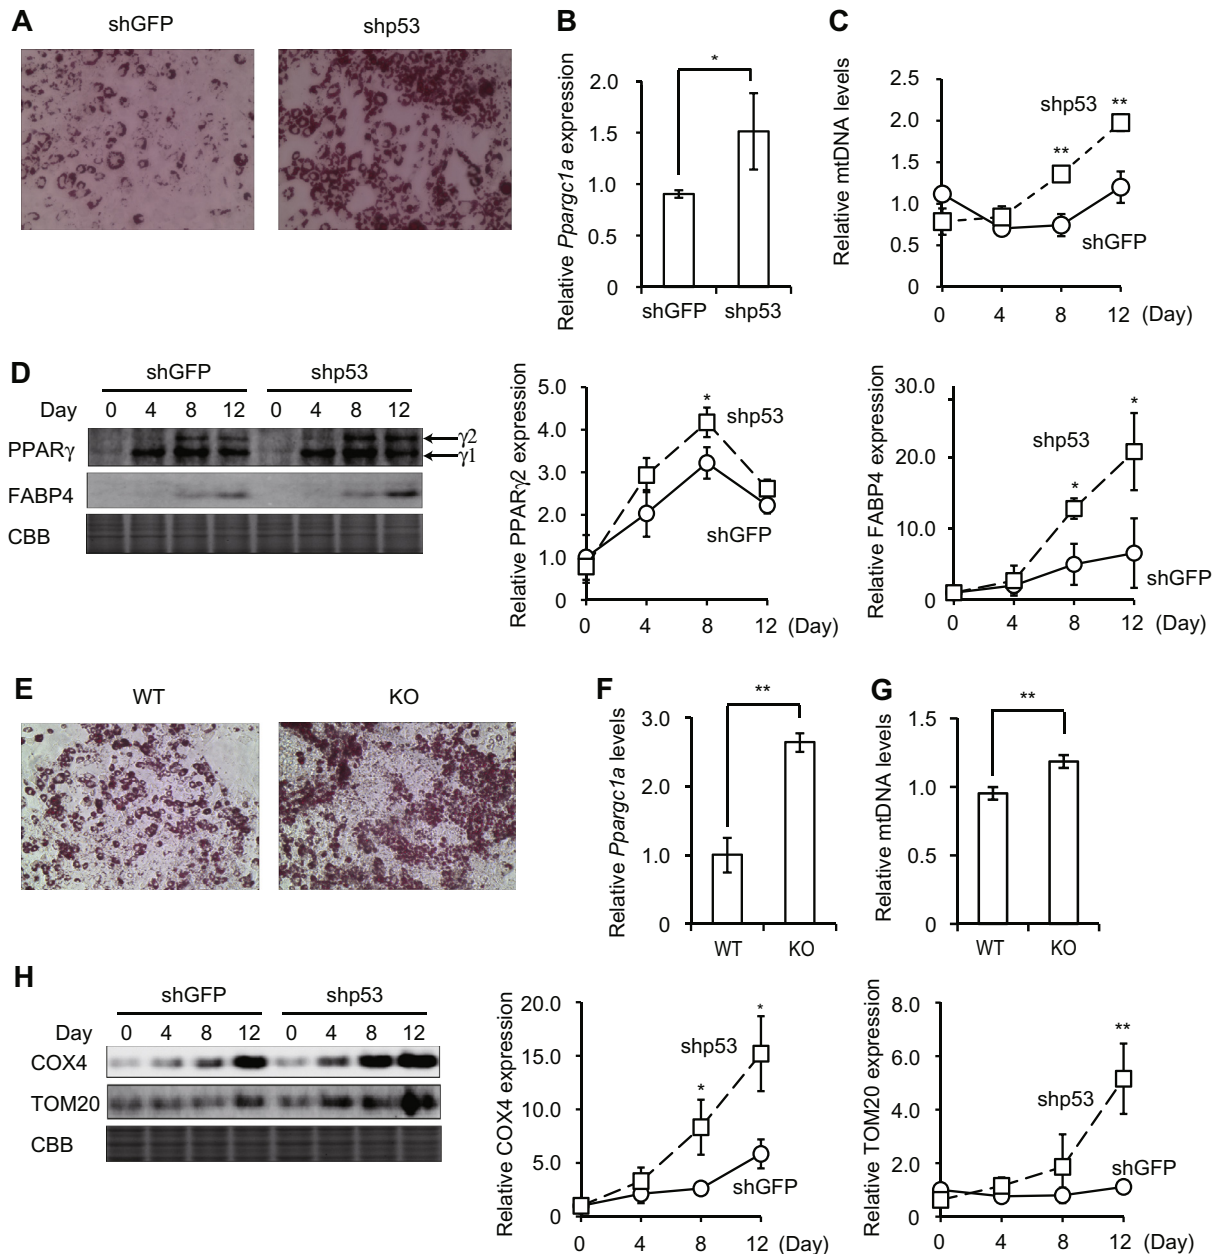 A
shGFP
shp53
B
Relative Ppargc1a expression
2.0
1.5
1.0
0.5
0
*
shGFP
shp53
C
Relative mtDNA levels
2.5
2.0
1.5
1.0
0.5
0
shp53
**
**
shGFP
0 4 8 12 (Day)
D
shGFP
shp53
Day 0 4 8 12 0 4 8 12
PPARγ
γ2
γ1
FABP4
CBB
Relative PPARγ2 expression
5.0
4.0
3.0
2.0
1.0
0
*
shp53
shGFP
0 4 8 12 (Day)
Relative FABP4 expression
30.0
20.0
10.0
0
shp53
*
*
shGFP
0 4 8 12 (Day)
E
WT
KO
F
Relative Ppargc1a levels
3.0
2.0
1.0
0
**
WT KO
G
Relative mtDNA levels
1.5
1.0
0.5
0
**
WT KO
H
shGFP
shp53
Day 0 4 8 12 0 4 8 12
COX4
TOM20
CBB
Relative COX4 expression
20.0
15.0
10.0
5.0
0
shp53
*
*
shGFP
0 4 8 12 (Day)
Relative TOM20 expression
8.0
6.0
4.0
2.0
0.0
**
shp53
shGFP
0 4 8 12 (Day)